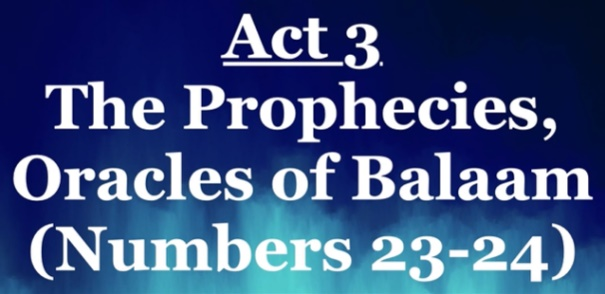 Act 3
The Prophecies,
Oracles of Balaam
(Numbers 23-24)